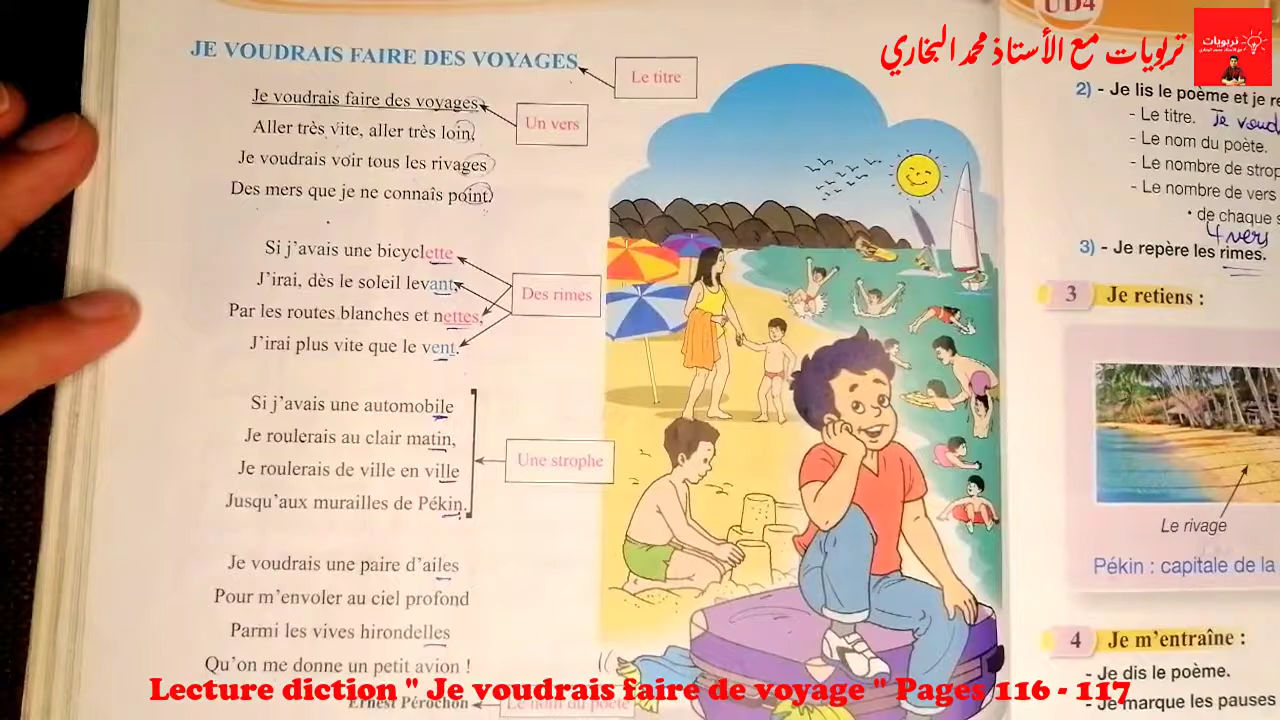 UD4
تربويات مع الأستاذ محمد البخاري
تربويات
JE VOUDRAIS FAIRE DES VOYAGES
Le titre
Je voudrais faire des voyages
Un vers
Aller très vite, aller très loin,
Je voudrais voir tous les rivages
Des mers que je ne connaîs point.
Si j'avais une bicyclette
J'irai, dès le soleil levant,
Des rimes
Par les routes blanches et nettes,
J'irai plus vite que le vent.
Si j'avais une automobile
Je roulerais au clair matin,
Une strophe
Je roulerais de ville en ville
Jusqu'aux murailles de Pékin.
Je voudrais une paire d'ailes
Pour m'envoler au ciel profond
Parmi les vives hirondelles
Qu'on me donne un petit avion !
Ernest Pérochon
Le nom du poète
2) - Je lis le poème et je
- Le titre. Je
- Le nom du poète.
- Le nombre de
- Le nombre de vers
• de chaque
4 vers
3) - Je repère les rimes.
3 Je retiens :
Le rivage
Pékin : capitale de la
4 Je m'entraîne :
- Je dis le poème.
- Je marque les pauses
Lecture diction " Je voudrais faire de voyage " Pages 116 - 117